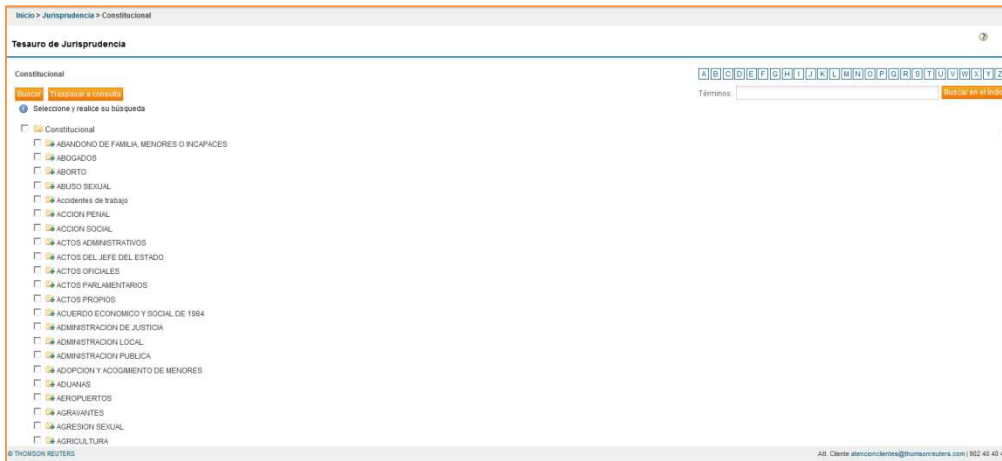 Inicio > Jurisprudencia > Constitucional
Tesauro de Jurisprudencia
?
Constitucional
A B C D E F G H I J K L M N O P Q R S T U V W X Y Z
Buscar Traspasar a consulta
Términos: Buscar en el Índic
Seleccione y realice su búsqueda
Constitucional
ABANDONO DE FAMILIA, MENORES O INCAPACES
ABOGADOS
ABORTO
ABUSO SEXUAL
Accidentes de trabajo
ACCION PENAL
ACCION SOCIAL
ACTOS ADMINISTRATIVOS
ACTOS DEL JEFE DEL ESTADO
ACTOS OFICIALES
ACTOS PARLAMENTARIOS
ACTOS PROPIOS
ACUERDO ECONOMICO Y SOCIAL DE 1984
ADMINISTRACION DE JUSTICIA
ADMINISTRACION LOCAL
ADMINISTRACION PUBLICA
ADOPCION Y ACOGIMIENTO DE MENORES
ADUANAS
AEROPUERTOS
AGRAVANTES
AGRESION SEXUAL
AGRICULTURA
© THOMSON REUTERS Att. Cliente atencionclientes@thomsonreuters.com | 902 40 40